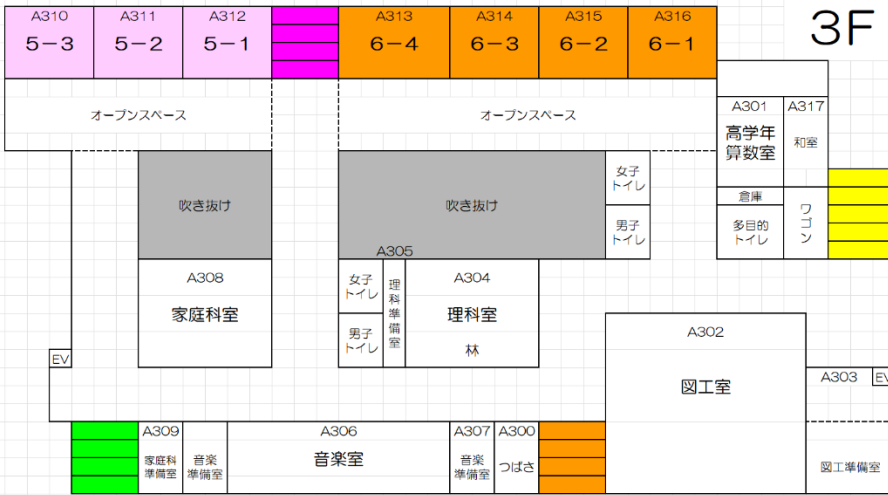 A310
5-3
A311
5-2
A312
5-1
A313
6-4
A314
6-3
A315
6-2
A316
6-1
3F
オープンスペース
オープンスペース
A301
高学年
算数室
A317
和室
吹き抜け
吹き抜け
女子
トイレ
男子
トイレ
倉庫
多目的
トイレ
ワゴン
A305
A308
家庭科室
女子
トイレ
男子
トイレ
理科準備室
A304
理科室
林
A302
図工室
EV
A303
EV
A309
家庭科
準備室
音楽
準備室
A306
音楽室
A307
音楽
準備室
A300
つばさ
図工準備室